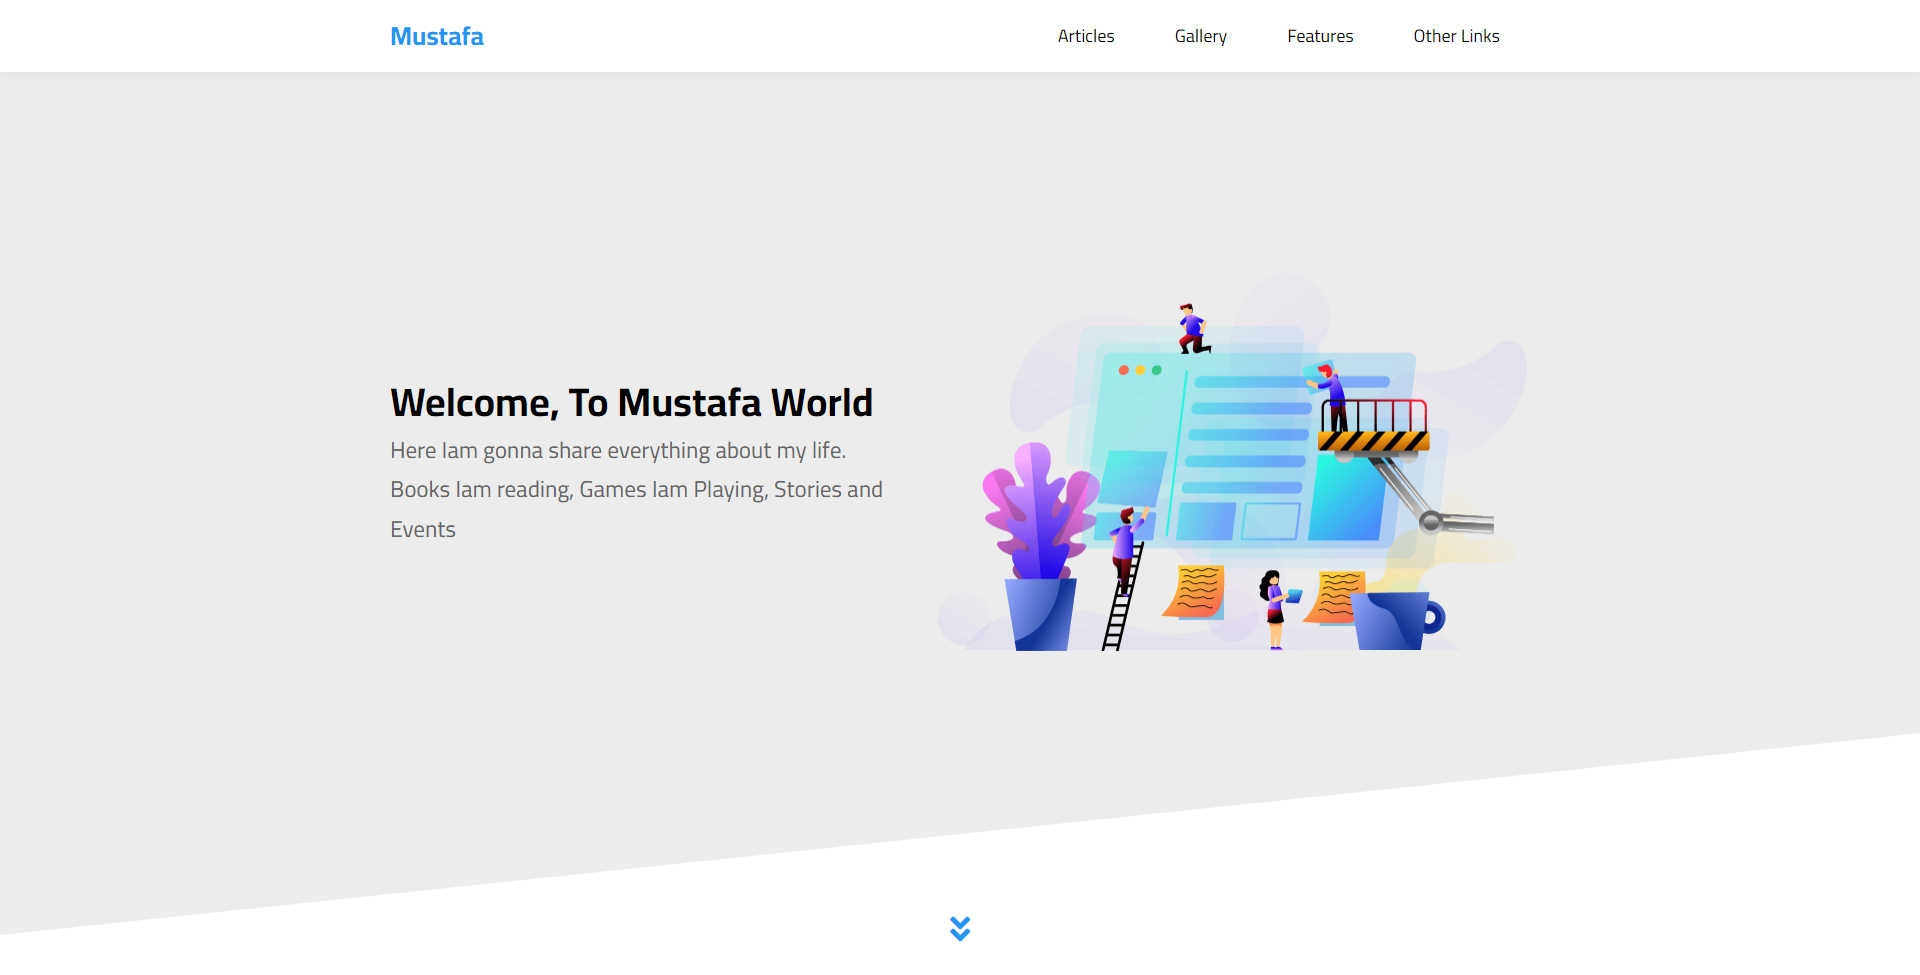 Mustafa
Articles
Gallery
Features
Other Links
Welcome, To Mustafa World
Here Iam gonna share everything about my life.
Books Iam reading, Games Iam Playing, Stories and
Events